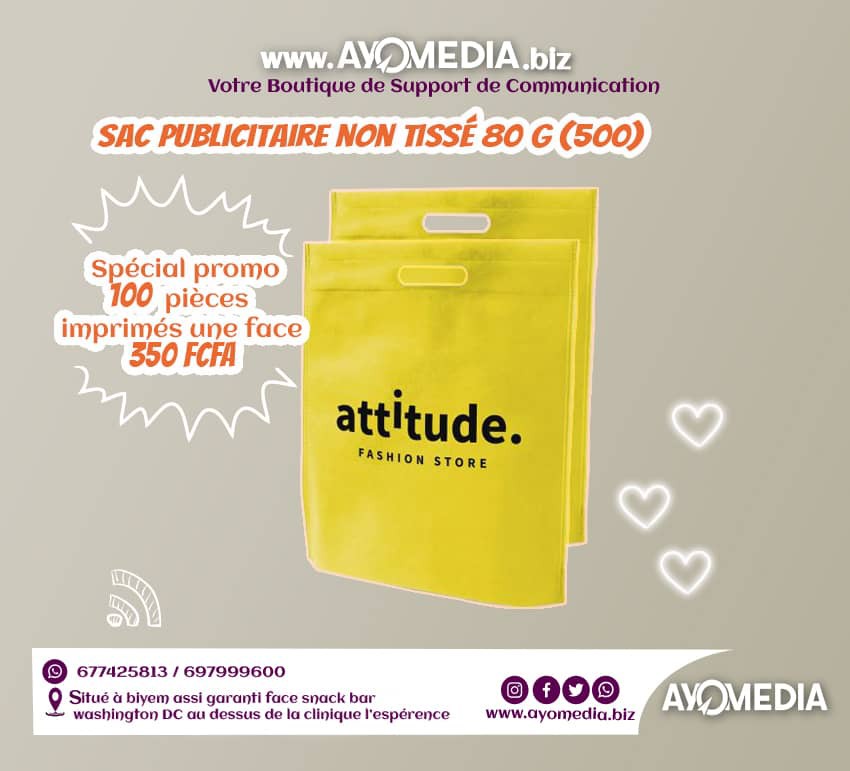 www.AYOMEDIA.biz
Votre Boutique de Support de Communication
SAC PUBLICITAIRE NON TISSÉ 80 G (500)
Spécial promo
100 pièces
imprimés une face
350 FCFA
attitude.
FASHION STORE
677425813 / 697999600
Situé à biyem assi garanti face snack bar
washington DC au dessus de la clinique l'espérence
www.ayomedia.biz
AYOMEDIA